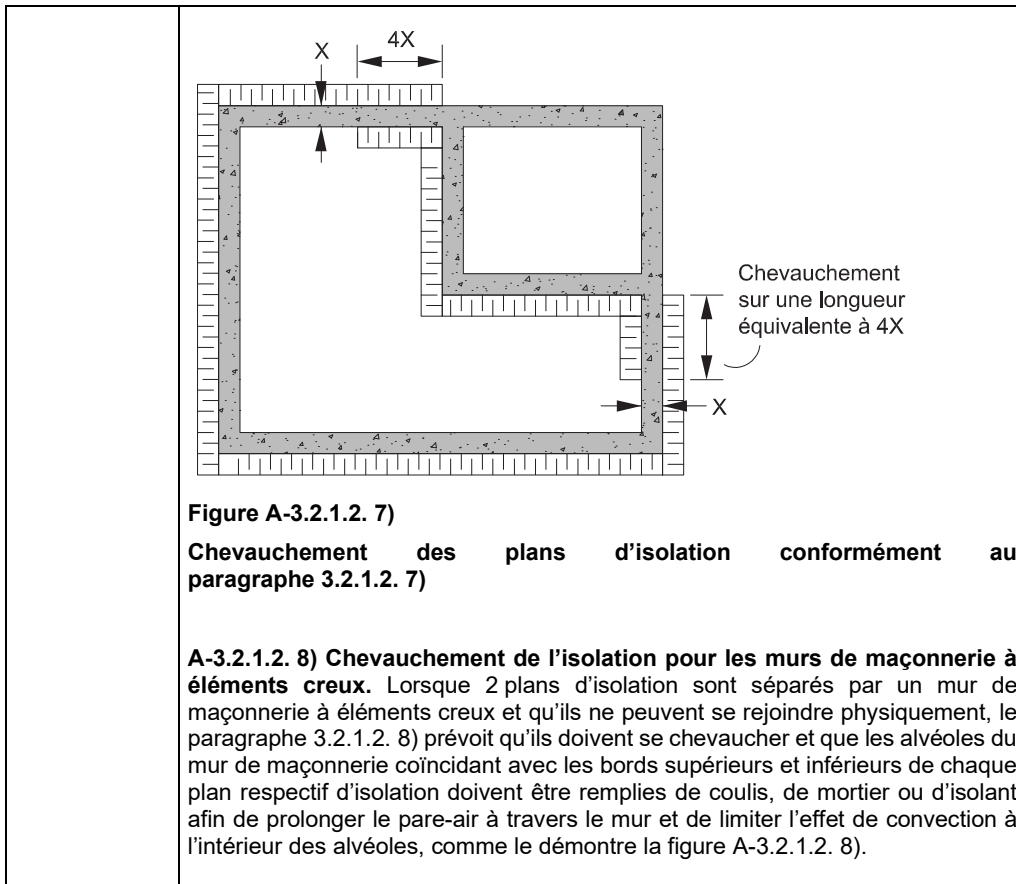 X
4X
Chevauchement
sur une longueur
équivalente à 4X
X
Figure A-3.2.1.2. 7)
Chevauchement des plans d’isolation conformément au
paragraphe 3.2.1.2. 7)
A-3.2.1.2. 8) Chevauchement de l’isolation pour les murs de maçonnerie à
éléments creux. Lorsque 2 plans d’isolation sont séparés par un mur de
maçonnerie à éléments creux et qu’ils ne peuvent se rejoindre physiquement, le
paragraphe 3.2.1.2. 8) prévoit qu’ils doivent se chevaucher et que les alvéoles du
mur de maçonnerie coïncidant avec les bords supérieurs et inférieurs de chaque
plan respectif d’isolation doivent être remplies de coulis, de mortier ou d’isolant
afin de prolonger le pare-air à travers le mur et de limiter l’effet de convection à
l’intérieur des alvéoles, comme le démontre la figure A-3.2.1.2. 8).